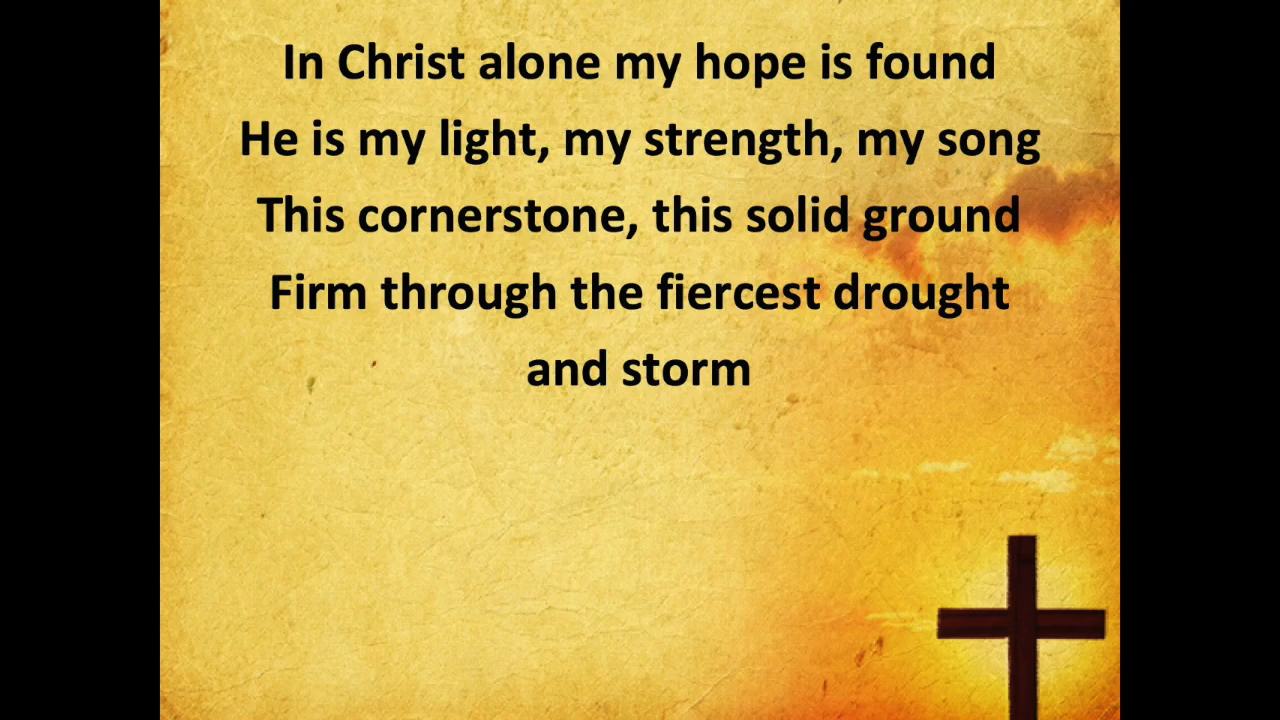 In Christ alone my hope is found
He is my light, my strength, my song
This cornerstone, this solid ground
Firm through the fiercest drought
and storm